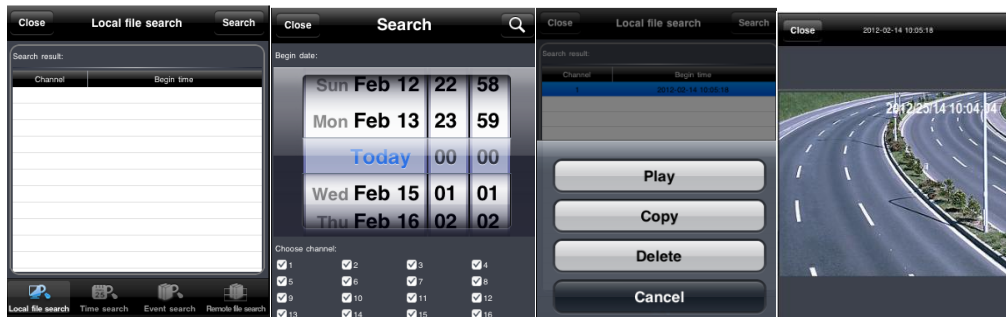 Close Local file search Search
Search result:
Channel Begin time
Local file search Time search Event search Remote file search
Close Search
Begin date:
Sun Feb 12 22 58
Mon Feb 13 23 59
Today 00 00
Wed Feb 15 01 01
Thu Feb 16 02 02
Choose channel:
1 2 3 4
5 6 7 8
9 10 11 12
13 14 15 16
Close Local file search Search
Search result:
Channel Begin time
1 2012-02-14 10:05:18
Play
Copy
Delete
Cancel
Close 2012-02-14 10:05:18
2012/25/14 10:04: